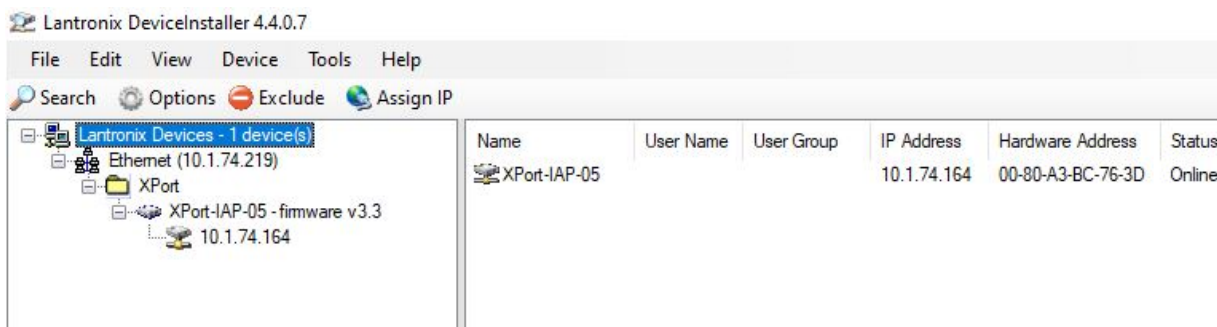 Lantronix DeviceInstaller 4.4.0.7
File Edit View Device Tools Help
Search Options Exclude Assign IP
Lantronix Devices - 1 device(s)
Ethernet (10.1.74.219)
XPort
XPort-IAP-05 - firmware v3.3
10.1.74.164
Name User Name User Group IP Address Hardware Address Status
XPort-IAP-05 10.1.74.164 00-80-A3-BC-76-3D Online